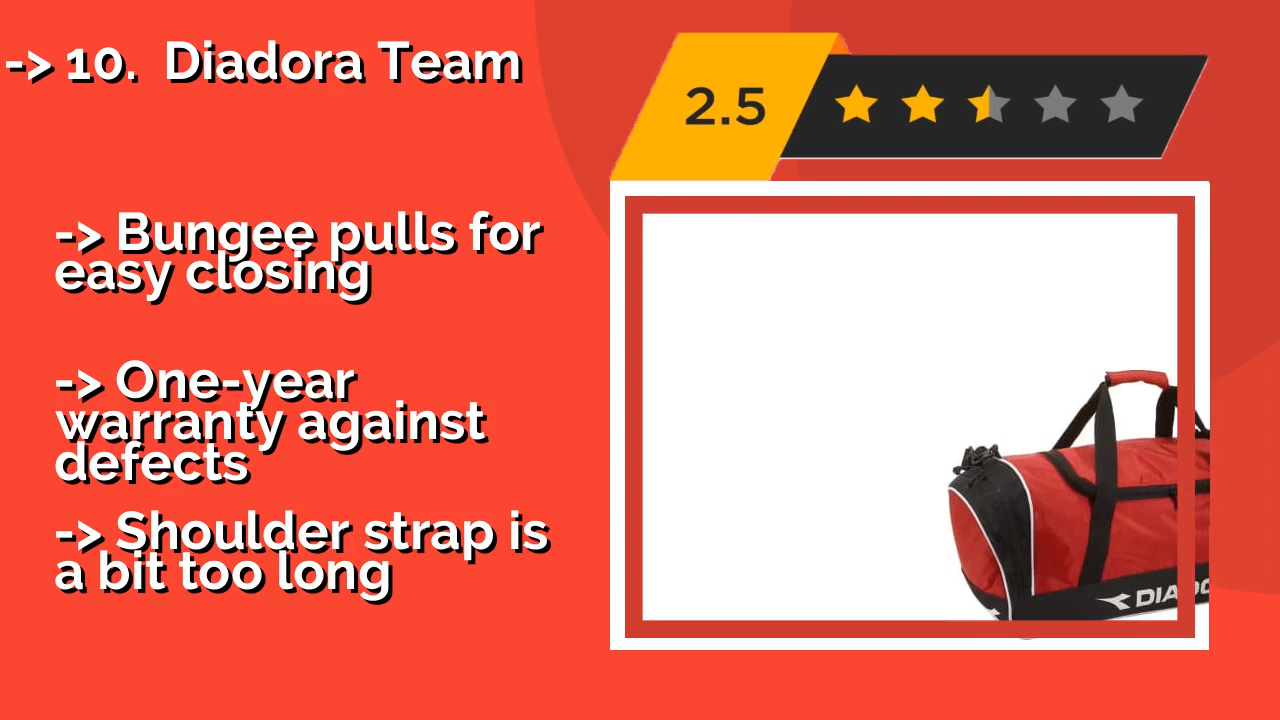 -> 10.  Diadora Team
2.5
-> Bungee pulls for
easy closing
-> One-year
warranty against
defects
-> Shoulder strap is
a bit too long
DIADO